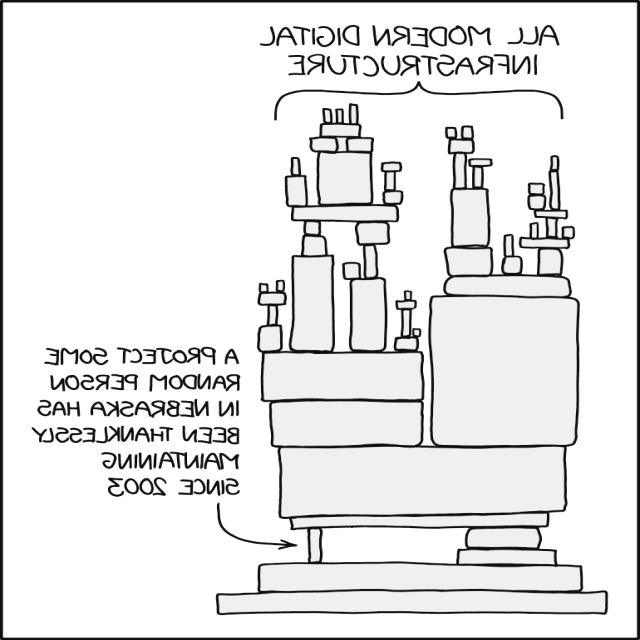 ALL MODERN DIGITAL
INFRASTRUCTURE
A PROJECT SOME
RANDOM PERSON
IN NEBRASKA HAS
BEEN THANKLESSLY
MAINTAINING
SINCE 2003